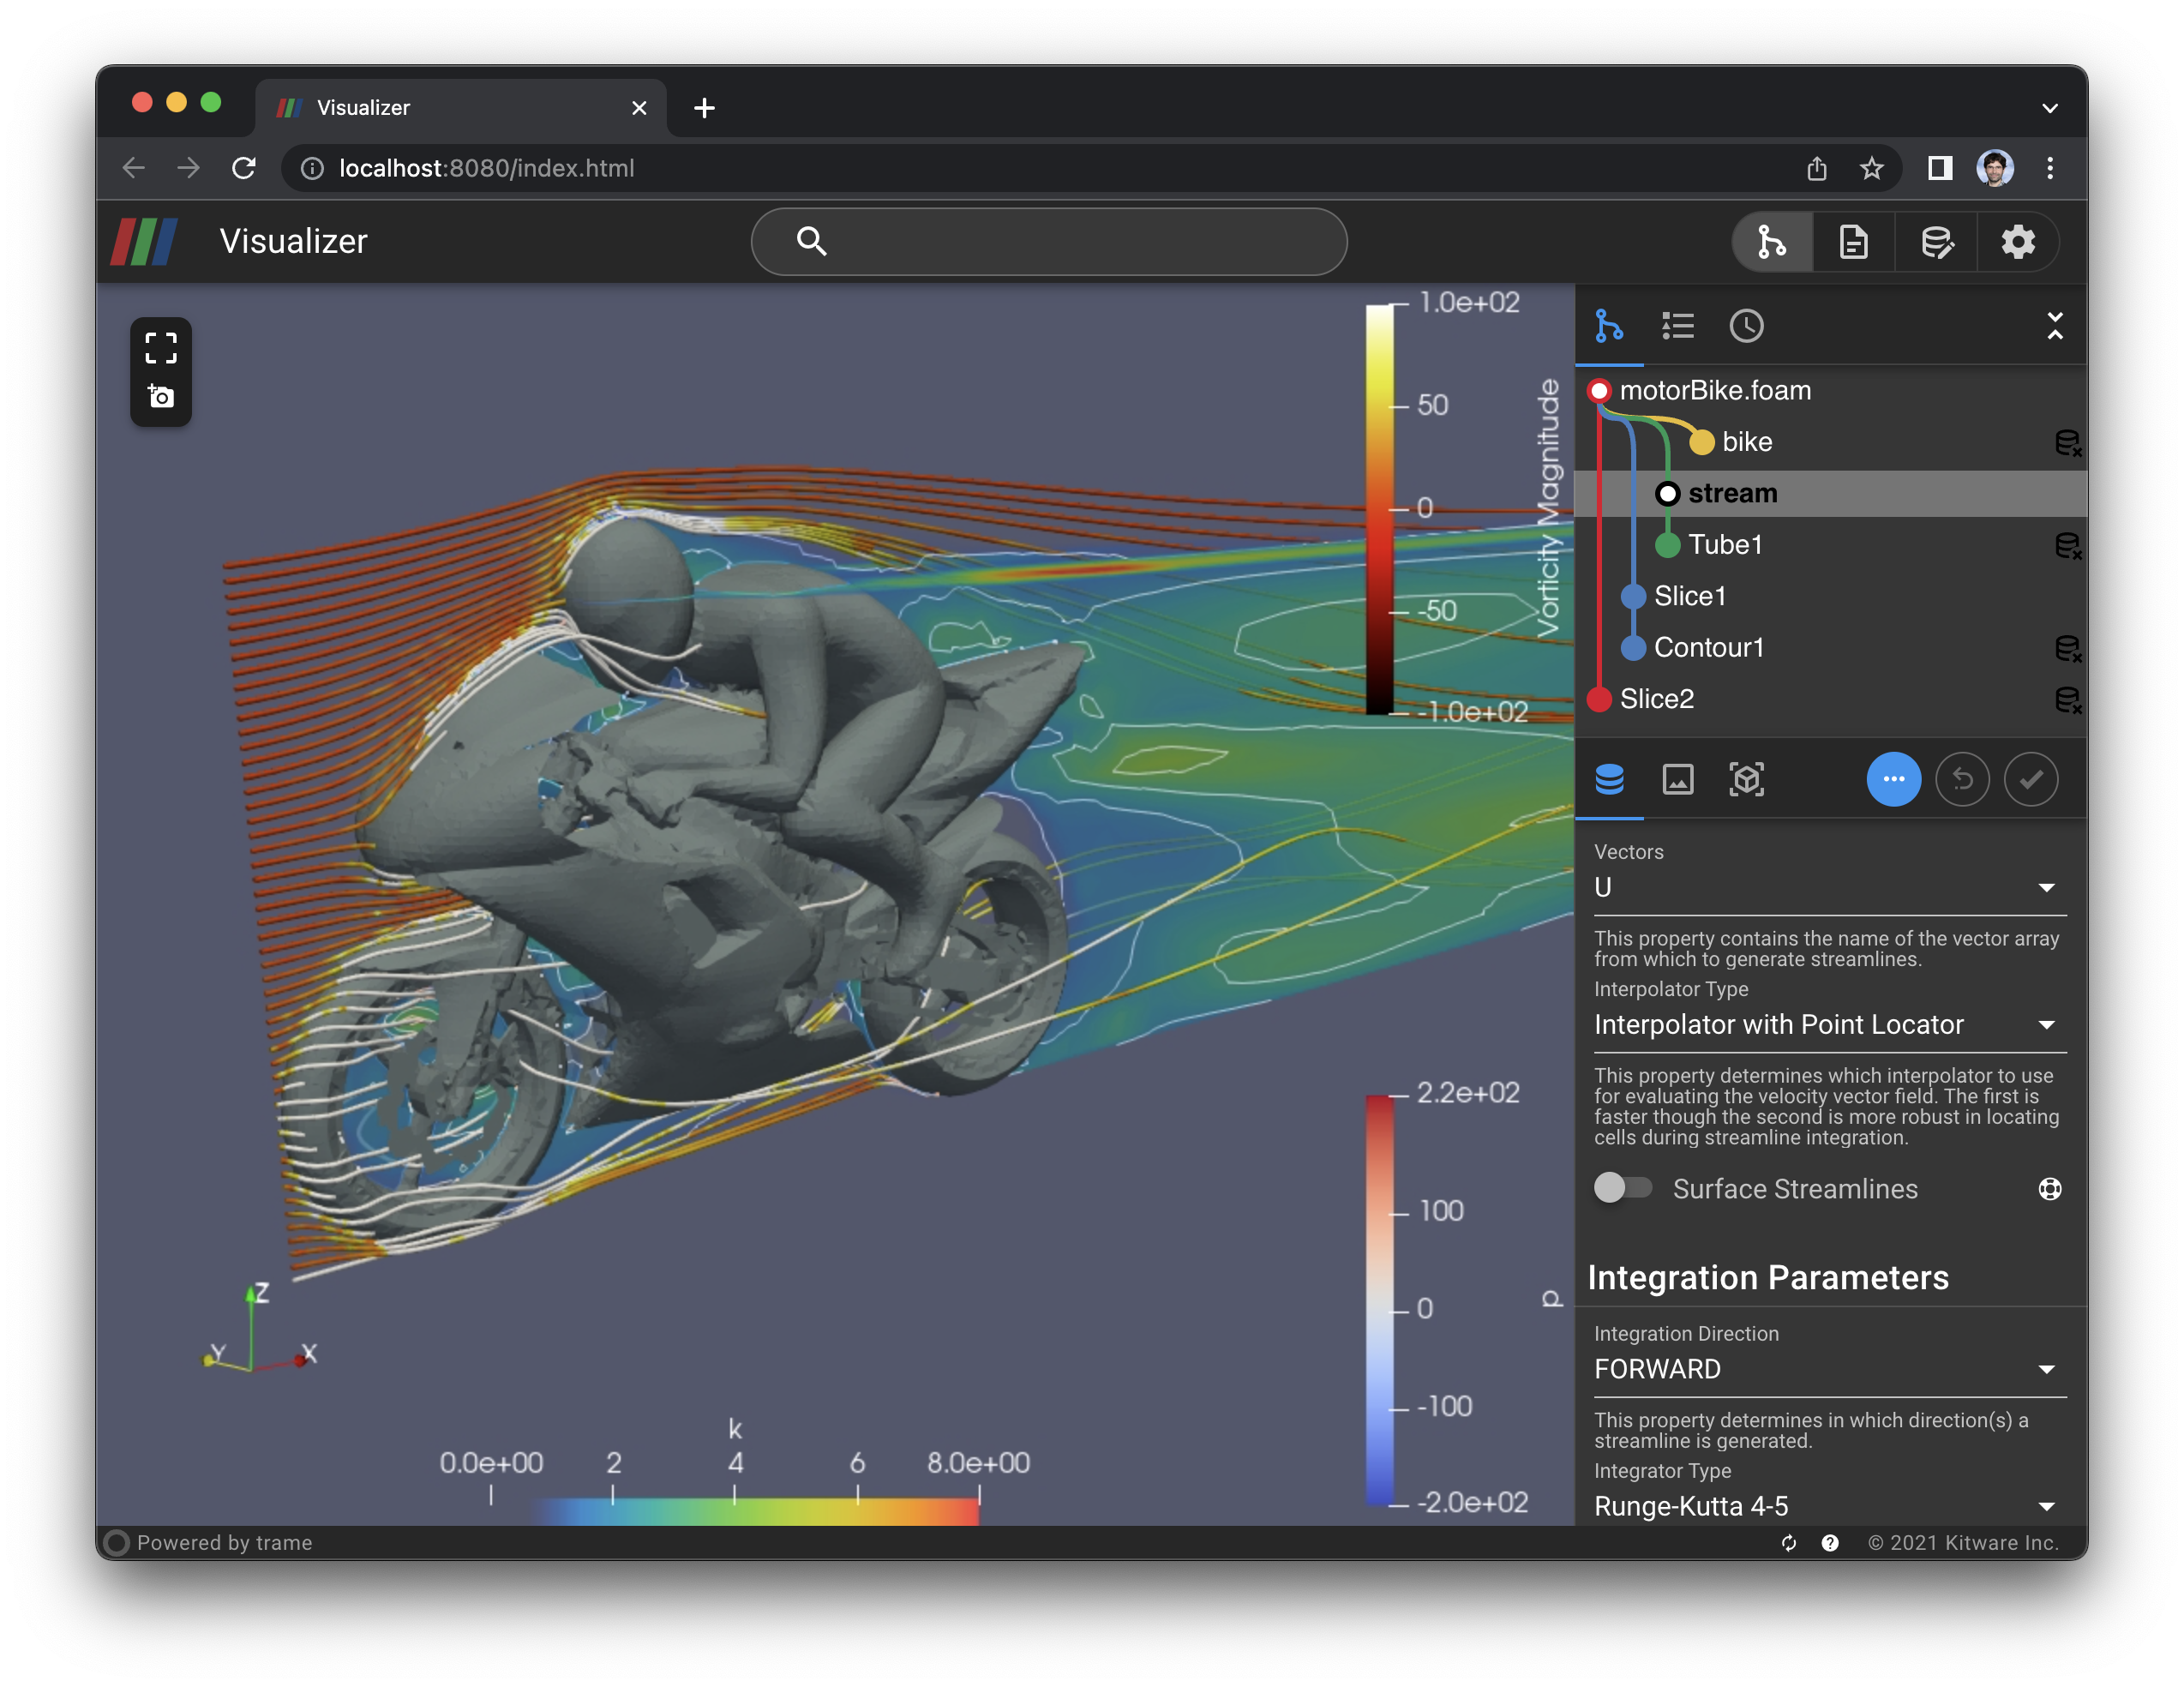 Visualizer
localhost:8080/index.html
Visualizer
1.0e+02
50
0
-50
-1.0e+02
Vorticity Magnitude
2.2e+02
100
0
-100
-2.0e+02
p
Z
Y
X
k
0.0e+00 2 4 6 8.0e+00
motorBike.foam
bike
stream
Tube1
Slice1
Contour1
Slice2
Vectors
U
This property contains the name of the vector array
from which to generate streamlines.
Interpolator Type
Interpolator with Point Locator
This property determines which interpolator to use
for evaluating the velocity vector field. The first is
faster though the second is more robust in locating
cells during streamline integration.
Surface Streamlines
Integration Parameters
Integration Direction
FORWARD
This property determines in which direction(s) a
streamline is generated.
Integrator Type
Runge-Kutta 4-5
Powered by trame
© 2021 Kitware Inc.